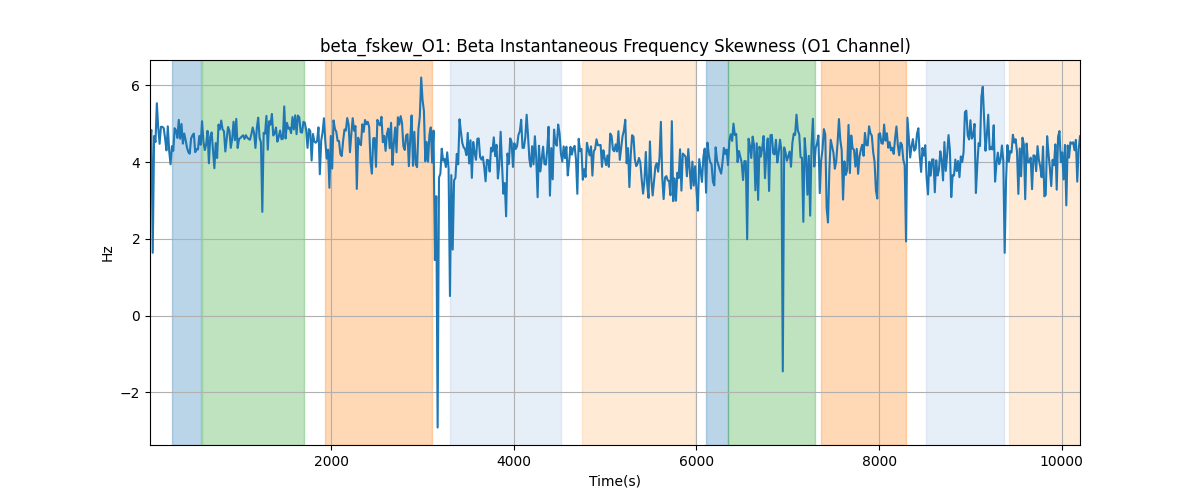 beta_fskew_O1: Beta Instantaneous Frequency Skewness (O1 Channel)
6
4
2
0
−2
Hz
2000 4000 6000 8000 10000
Time(s)